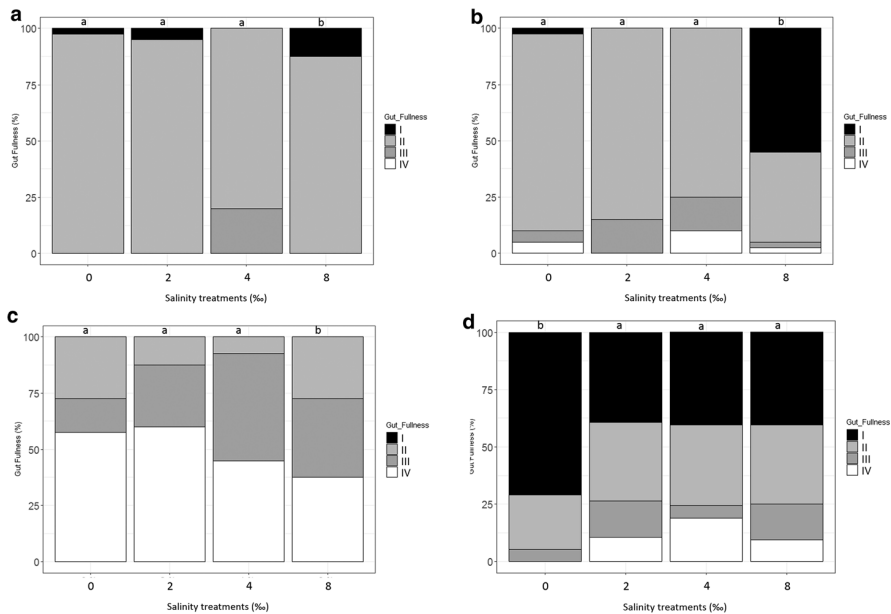 a
a a a b
100
75
50
25
0
Gut Fullness (%)
0 2 4 8
Salinity treatments (‰)
Gut_Fullness
I
II
III
IV
b
a a a b
100
75
50
25
0
Gut Fullness (%)
0 2 4 8
Salinity treatments (‰)
Gut_Fullness
I
II
III
IV
c
a a a b
100
75
50
25
0
Gut Fullness (%)
0 2 4 8
Salinity treatments (‰)
Gut_Fullness
I
II
III
IV
d
b a a a
100
75
50
25
0
Gut Fullness (%)
0 2 4 8
Salinity treatments (‰)
Gut_Fullness
I
II
III
IV